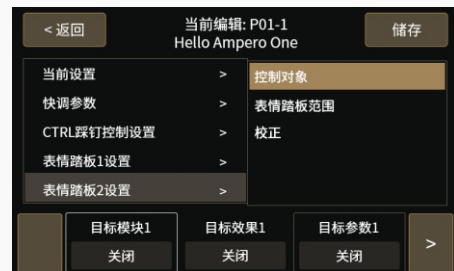 <返回
当前编辑: P01-1
Hello Ampero One
储存
当前设置 >
控制对象
快调参数 >
表情踏板范围
CTRL踩钉控制设置 >
校正
表情踏板1设置 >
表情踏板2设置 >
目标模块1
目标效果1
目标参数1
关闭
关闭
关闭
>